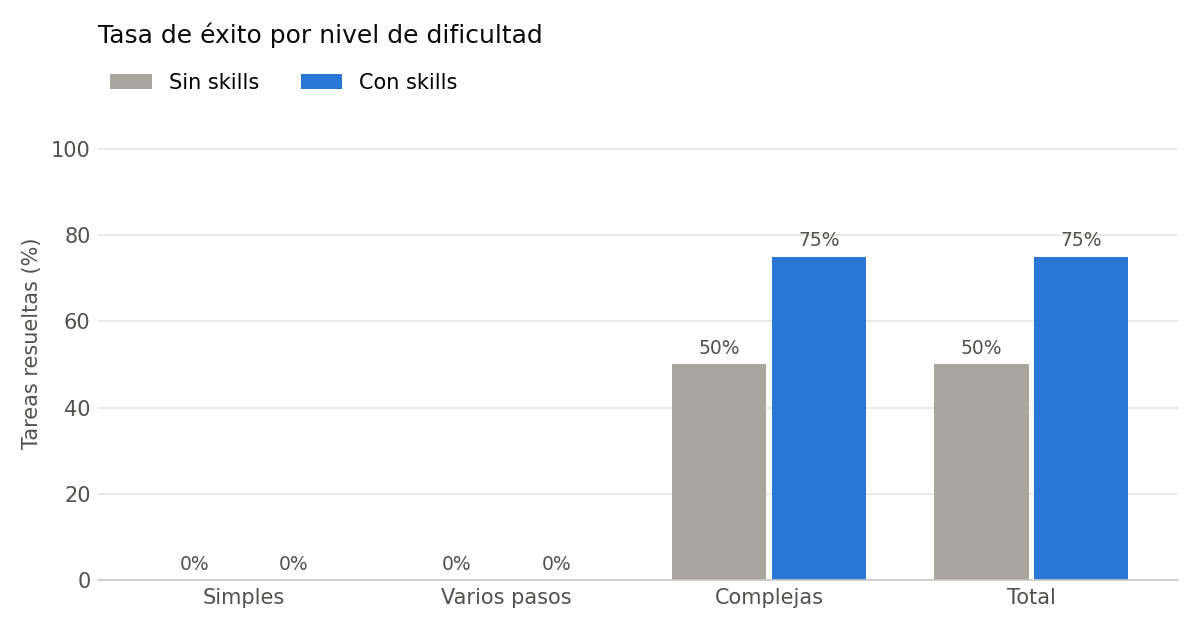 Tasa de éxito por nivel de dificultad
Sin skills Con skills
Tareas resueltas (%)
100
80
60
40
20
0
0% 0% 0% 0% 50% 75% 50% 75%
Simples Varios pasos Complejas Total